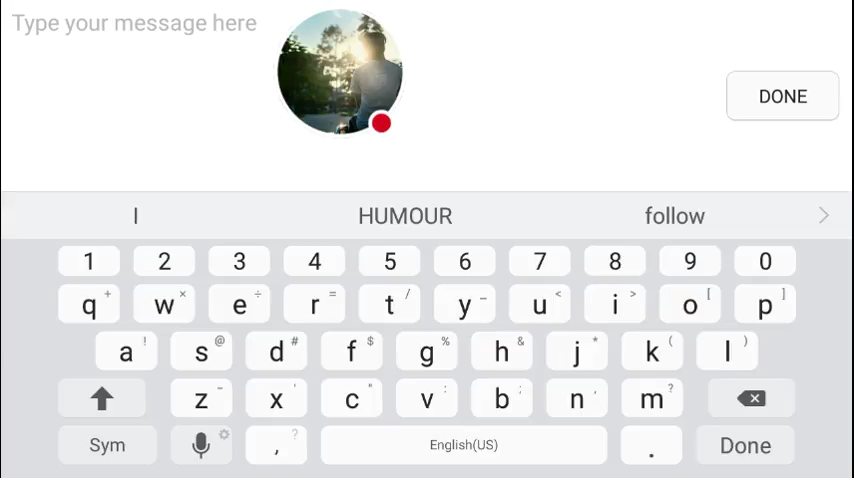 Type your message here
DONE
I HUMOUR follow
1 2 3 4 5 6 7 8 9 0
q + w × e ÷ r = t / y _ u < i > o [ p ]
a ! s @ d # f $ g % h & j * k ( l )
z - x ' c " v : b ; n , m ?
Sym , ? English(US) . Done